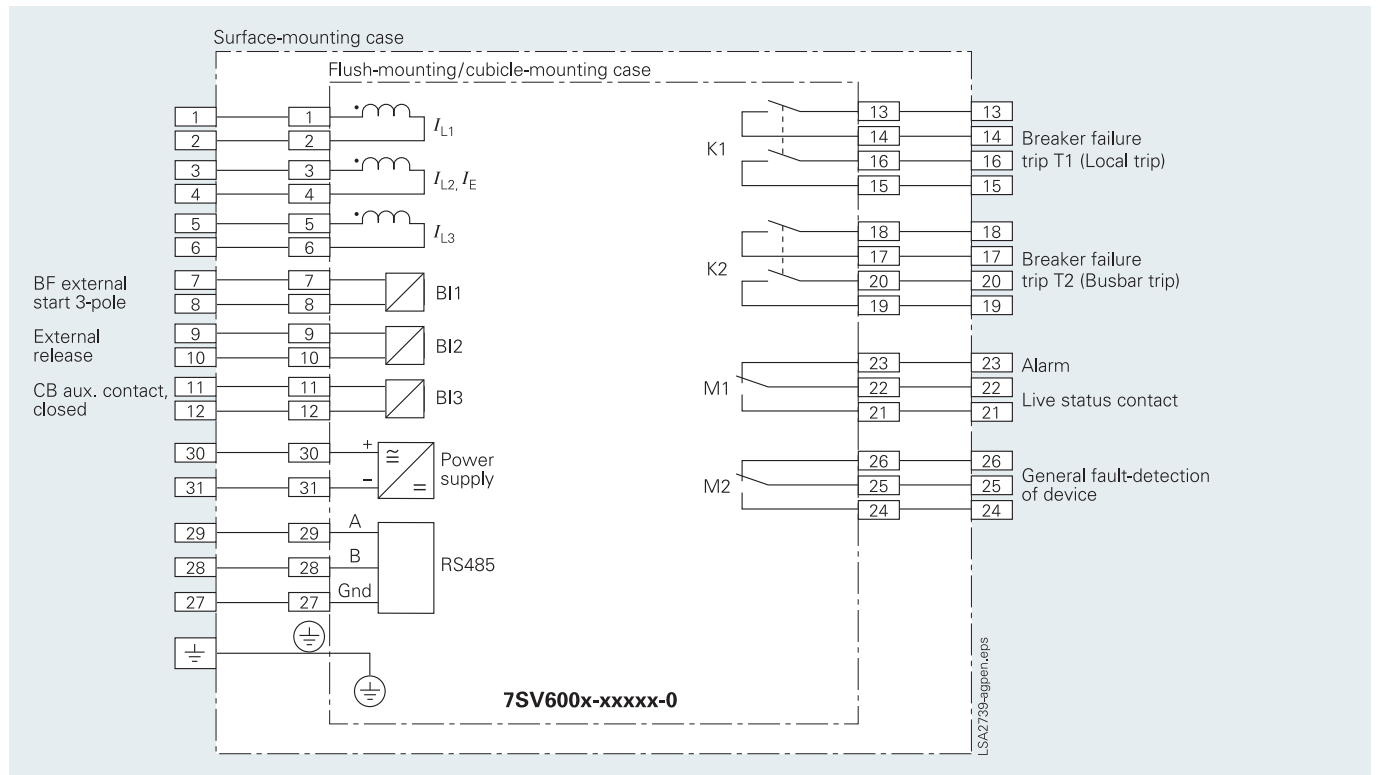 Surface-mounting case
Flush-mounting/cubicle-mounting case
1 1 I_L1
2 2
3 3 I_L2, I_E
4 4
5 5 I_L3
6 6
BF external
start 3-pole
7 7 BI1
8 8
External
release
9 9 BI2
10 10
CB aux. contact,
closed
11 11 BI3
12 12
30 30 + ≅ Power
supply
31 31 – =
29 29 A
28 28 B RS485
27 27 Gnd
K1
13 13
14 14 Breaker failure
16 16 trip T1 (Local trip)
15 15
K2
18 18
17 17 Breaker failure
20 20 trip T2 (Busbar trip)
19 19
M1
23 23 Alarm
22 22
21 21 Live status contact
M2
26 26
25 25 General fault-detection
of device
24 24
7SV600x-xxxxx-0
LSA2739-agpen.eps